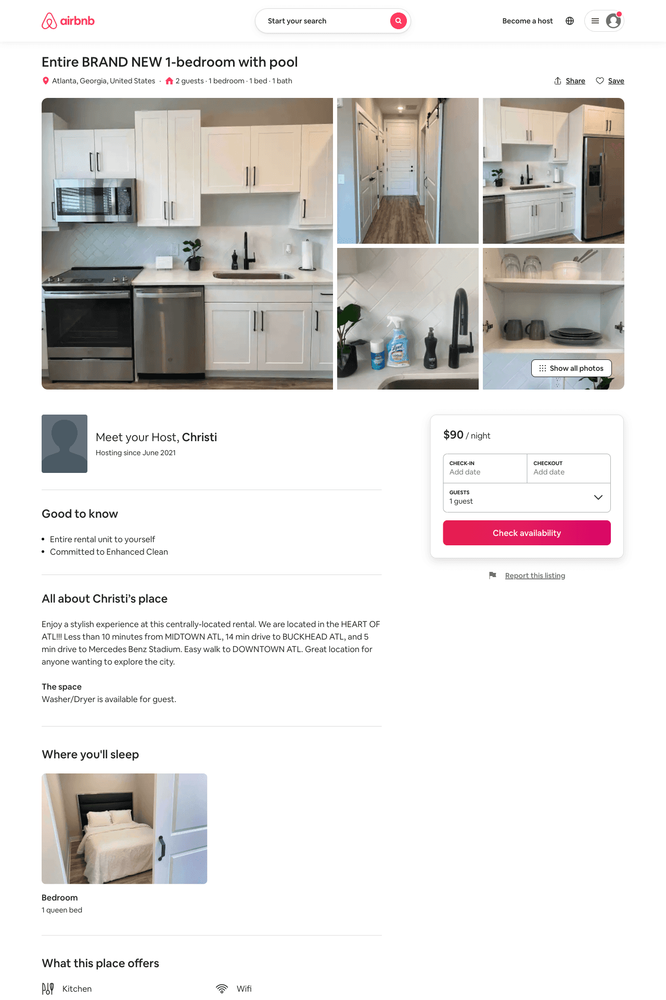 airbnb
Start your search
Become a host
Entire BRAND NEW 1-bedroom with pool
Atlanta, Georgia, United States · 2 guests · 1 bedroom · 1 bed · 1 bath
Share
Save
Lysol
Show all photos
Meet your Host, Christi
Hosting since June 2021
$90 / night
CHECK-IN
Add date
CHECKOUT
Add date
GUESTS
1 guest
Check availability
Report this listing
Good to know
• Entire rental unit to yourself
• Committed to Enhanced Clean
All about Christi’s place
Enjoy a stylish experience at this centrally-located rental. We are located in the HEART OF
ATL!!! Less than 10 minutes from MIDTOWN ATL, 14 min drive to BUCKHEAD ATL, and 5
min drive to Mercedes Benz Stadium. Easy walk to DOWNTOWN ATL. Great location for
anyone wanting to explore the city.
The space
Washer/Dryer is available for guest.
Where you'll sleep
Bedroom
1 queen bed
What this place offers
Kitchen
Wifi